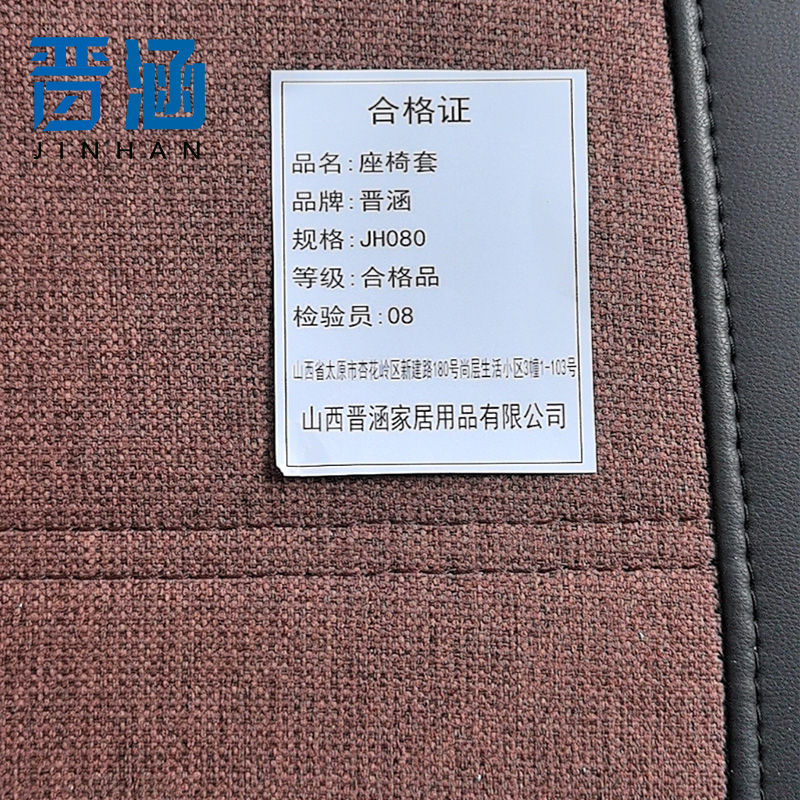 晋涵
JINHAN
合格证
品名:座椅套
品牌:晋涵
规格:JH080
等级:合格品
检验员:08
山西省太原市杏花岭区新建路180号尚层生活小区3幢1-103号
山西晋涵家居用品有限公司